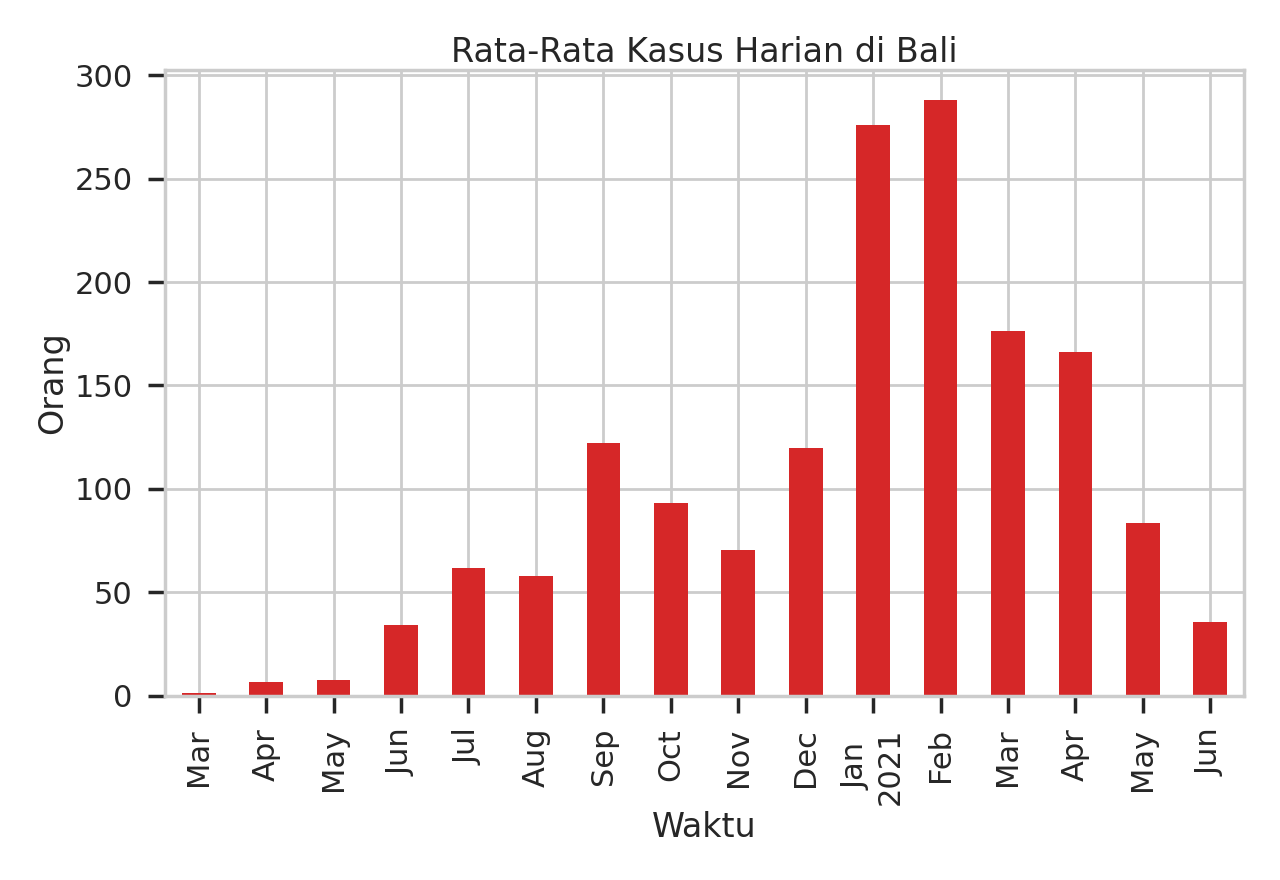 Rata-Rata Kasus Harian di Bali
300
250
200
150
100
50
0
Orang
Mar
Apr
May
Jun
Jul
Aug
Sep
Oct
Nov
Dec
Jan
2021
Feb
Mar
Apr
May
Jun
Waktu